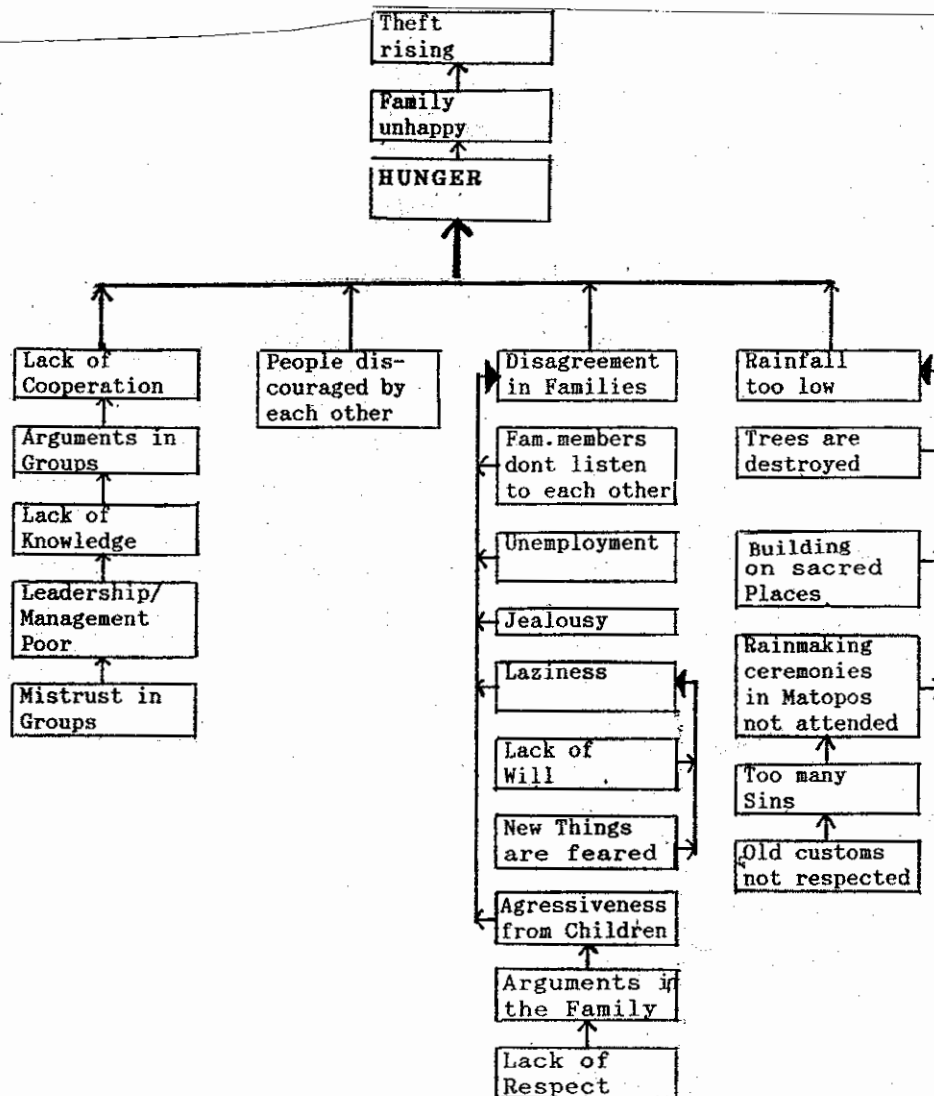 Theft
rising
Family
unhappy
HUNGER
Lack of
Cooperation
Arguments in
Groups
Lack of
Knowledge
Leadership/
Management
Poor
Mistrust in
Groups
People dis-
couraged by
each other
Disagreement
in Families
Fam.members
dont listen
to each other
Unemployment
Jealousy
Laziness
Lack of
Will
New Things
are feared
Agressiveness
from Children
Arguments in
the Family
Lack of
Respect
Rainfall
too low
Trees are
destroyed
Building
on sacred
Places
Rainmaking
ceremonies
in Matopos
not attended
Too many
Sins
Old customs
not respected